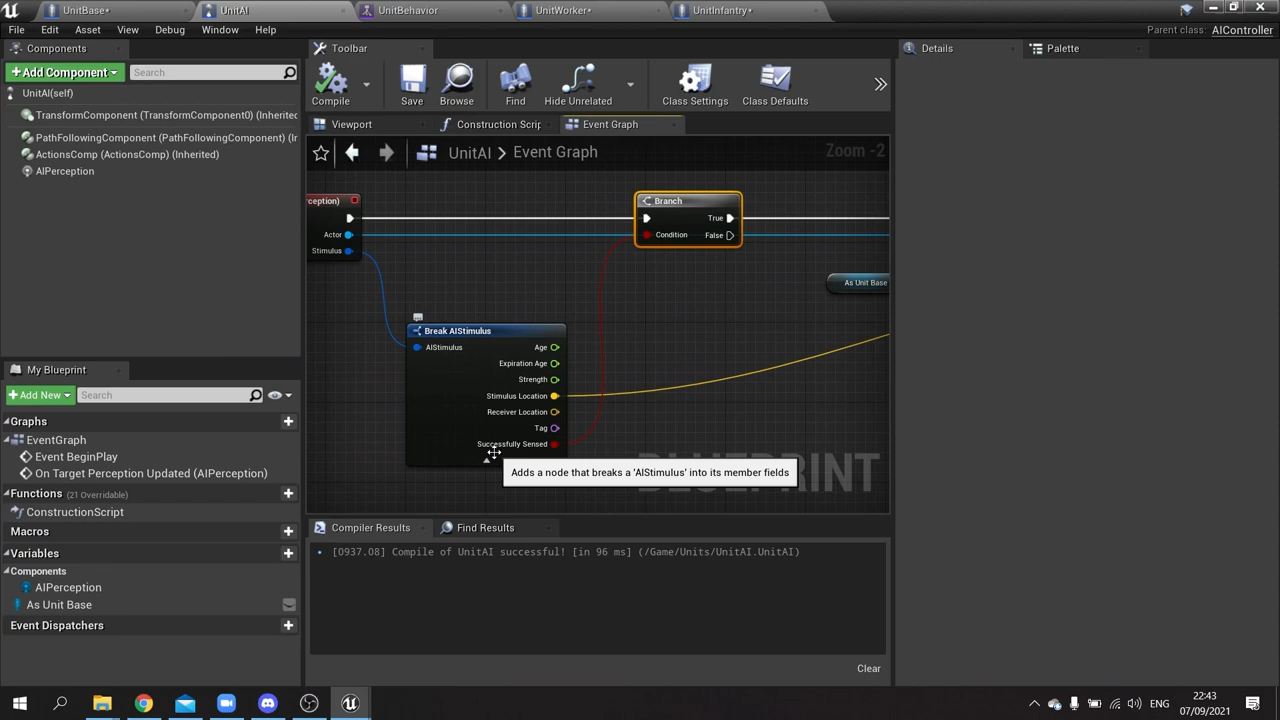 UnitBase*
UnitAI
UnitBehavior
UnitWorker*
UnitInfantry*
File Edit Asset View Debug Window Help
Parent class: AIController
Components
+ Add Component
Search
UnitAI(self)
TransformComponent (TransformComponent0) (Inheritec
PathFollowingComponent (PathFollowingComponent) (Ir
ActionsComp (ActionsComp) (Inherited)
AIPerception
My Blueprint
+ Add New
Search
Graphs
EventGraph
Event BeginPlay
On Target Perception Updated (AIPerception)
Functions (21 Overridable)
ConstructionScript
Macros
Variables
Components
AIPerception
As Unit Base
Event Dispatchers
Toolbar
Compile
Save
Browse
Find
Hide Unrelated
Class Settings
Class Defaults
Viewport
Construction Scrip
Event Graph
UnitAI > Event Graph
Zoom -2
ception)
Actor
Stimulus
Branch
True
Condition
False
As Unit Base
Break AIStimulus
AIStimulus
Age
Expiration Age
Strength
Stimulus Location
Receiver Location
Tag
Successfully Sensed
Adds a node that breaks a 'AIStimulus' into its member fields
BLUEPRINT
Compiler Results
Find Results
[0937.08] Compile of UnitAI successful! [in 96 ms] (/Game/Units/UnitAI.UnitAI)
Clear
Details
Palette
ENG
22:43
07/09/2021